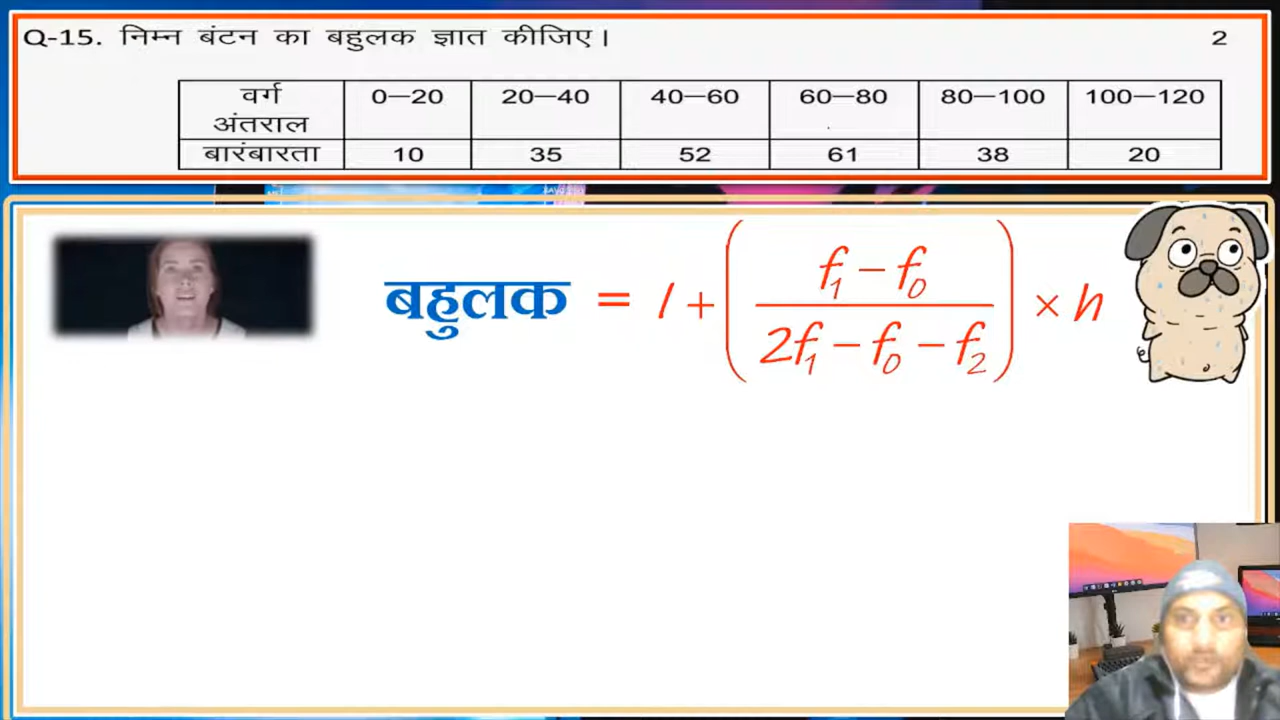 Q-15. निम्न बंटन का बहुलक ज्ञात कीजिए। 2
वर्ग अंतराल 0—20 20—40 40—60 60—80 80—100 100—120
बारंबारता 10 35 52 61 38 20
बहुलक = l + ( (f₁ − f₀) / (2f₁ − f₀ − f₂) ) × h